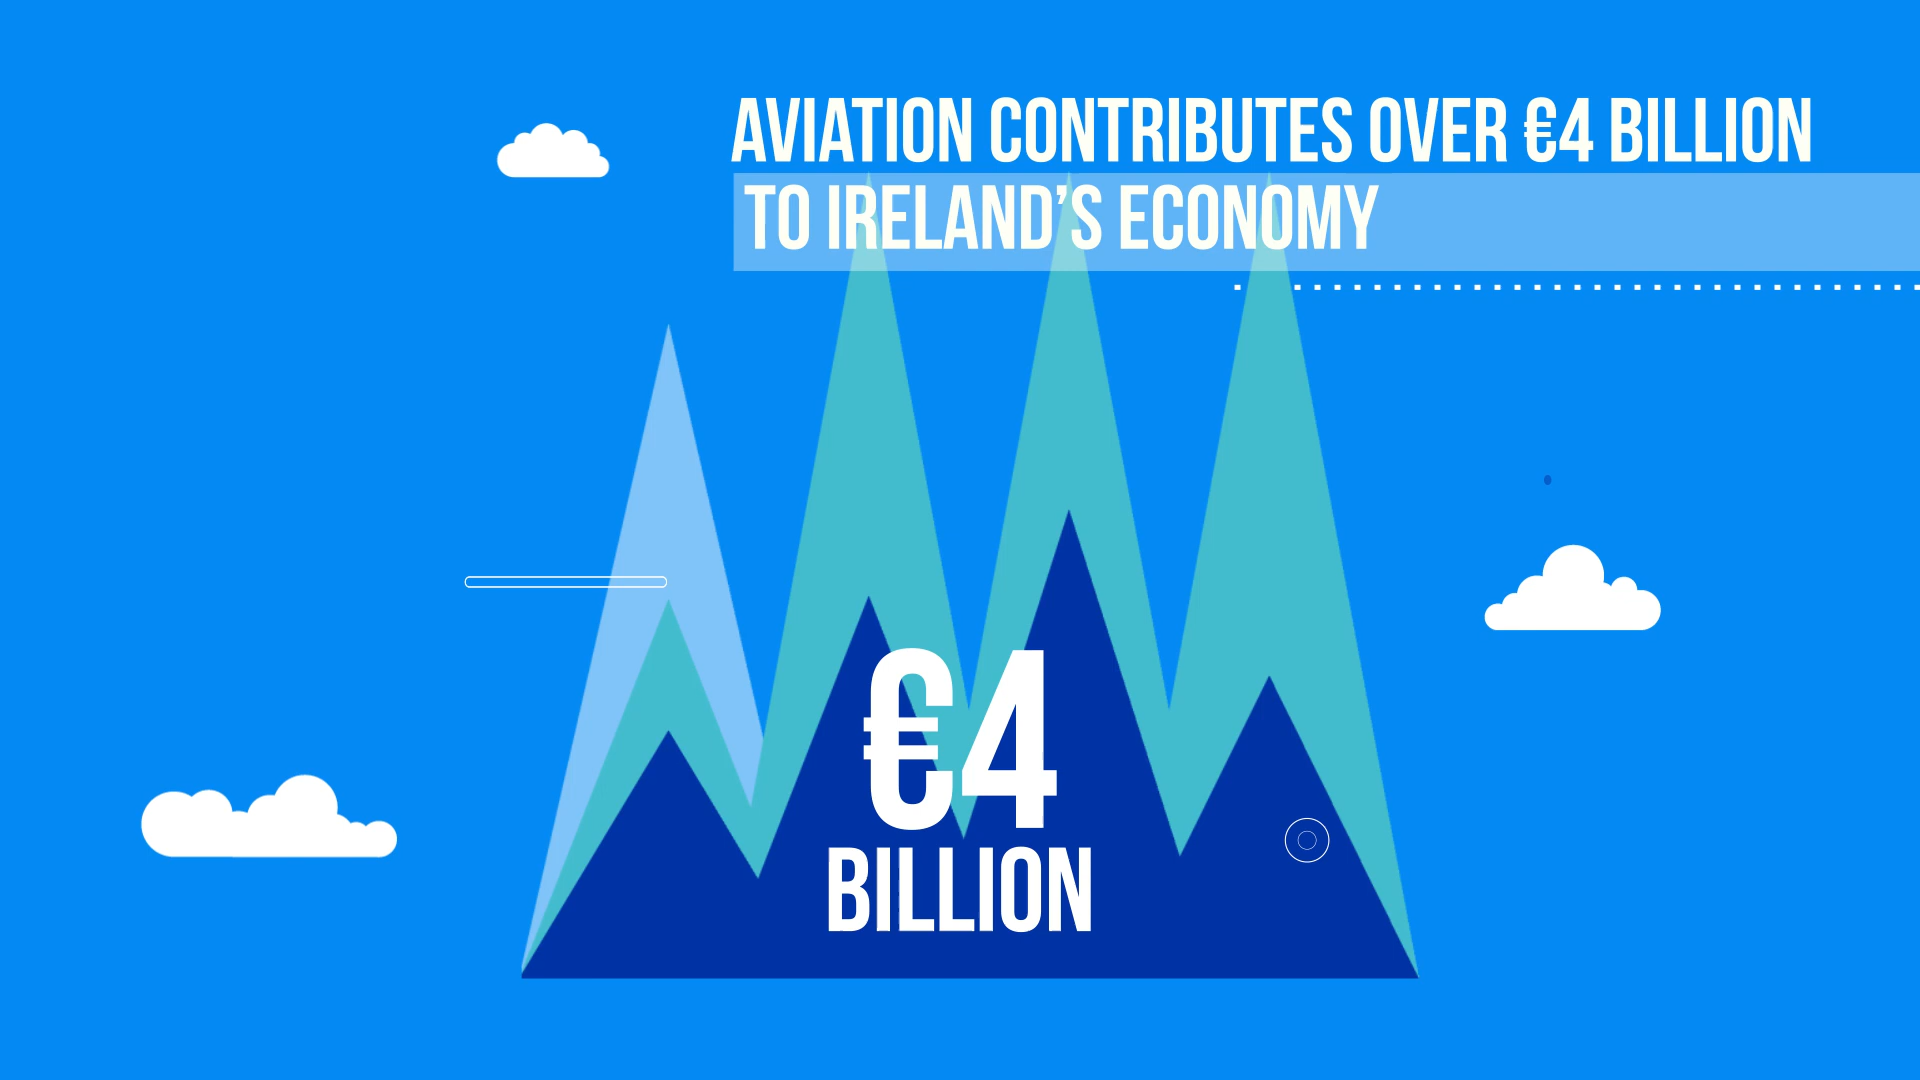 AVIATION CONTRIBUTES OVER €4 BILLION
TO IRELAND’S ECONOMY
€4
BILLION